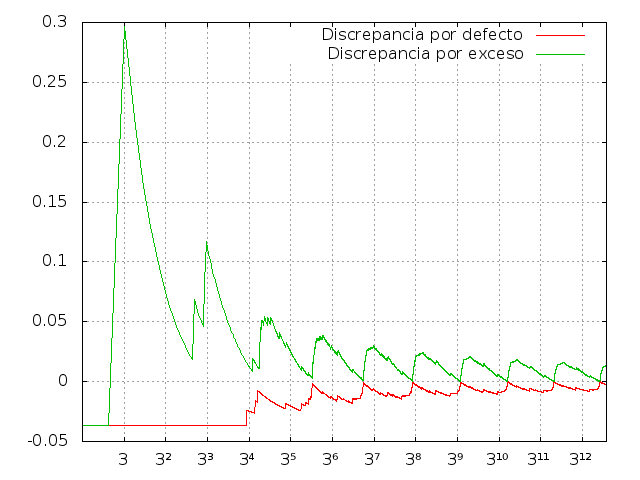 0.3
Discrepancia por defecto
Discrepancia por exceso
0.25
0.2
0.15
0.1
0.05
0
-0.05
3 3² 3³ 3⁴ 3⁵ 3⁶ 3⁷ 3⁸ 3⁹ 3¹⁰ 3¹¹ 3¹²